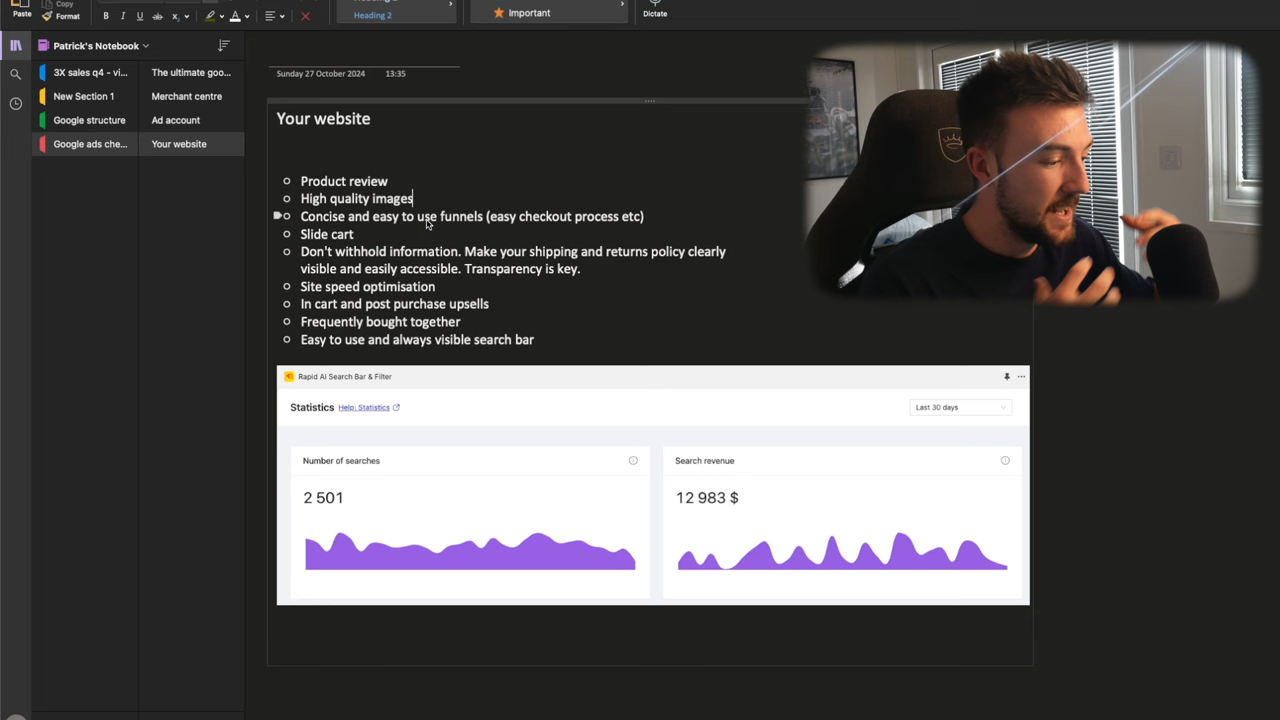 Copy
Paste
Format
B I U ab x
A
Heading 2
Important
Dictate
Patrick's Notebook
3X sales q4 - vi...
The ultimate goo...
New Section 1
Merchant centre
Google structure
Ad account
Google ads che...
Your website
Sunday 27 October 2024 13:35
Your website
Product review
High quality images
Concise and easy to use funnels (easy checkout process etc)
Slide cart
Don't withhold information. Make your shipping and returns policy clearly
visible and easily accessible. Transparency is key.
Site speed optimisation
In cart and post purchase upsells
Frequently bought together
Easy to use and always visible search bar
Rapid AI Search Bar & Filter
Statistics Help: Statistics
Last 30 days
Number of searches
2 501
Search revenue
12 983 $